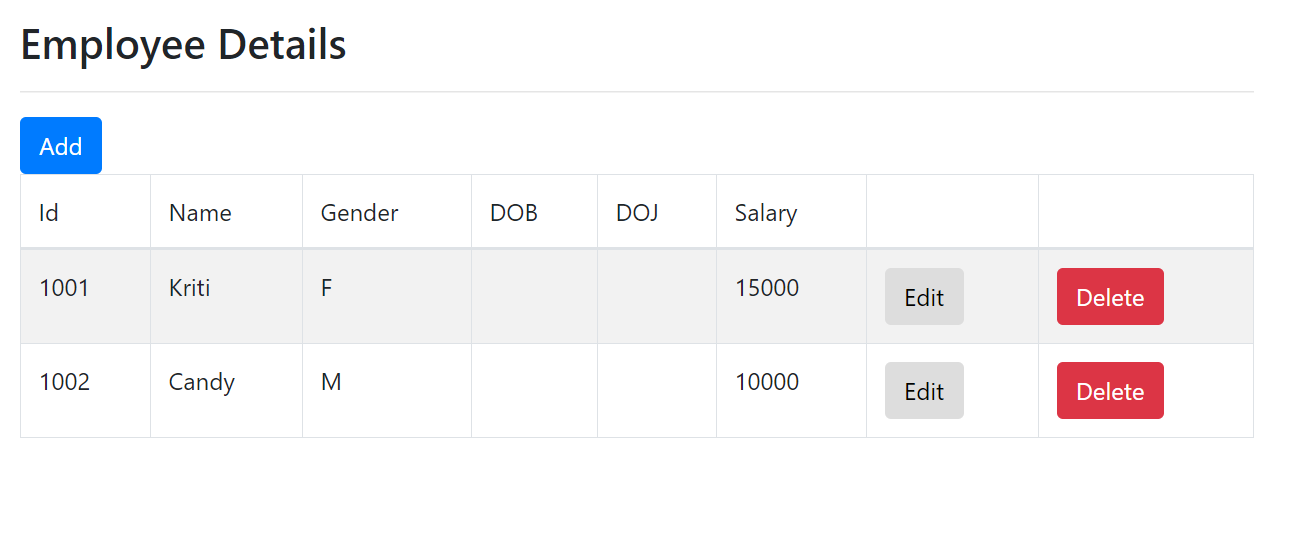 Employee Details
Add
Id Name Gender DOB DOJ Salary
1001 Kriti F 15000 Edit Delete
1002 Candy M 10000 Edit Delete